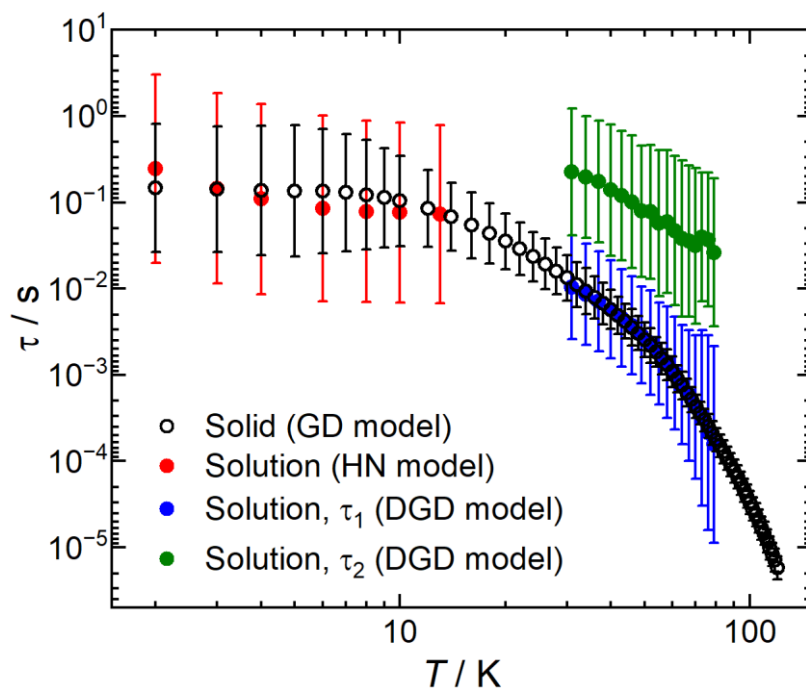 10¹
10⁰
10⁻¹
10⁻²
10⁻³
10⁻⁴
10⁻⁵
τ / s
Solid (GD model)
Solution (HN model)
Solution, τ₁ (DGD model)
Solution, τ₂ (DGD model)
10 100
T / K